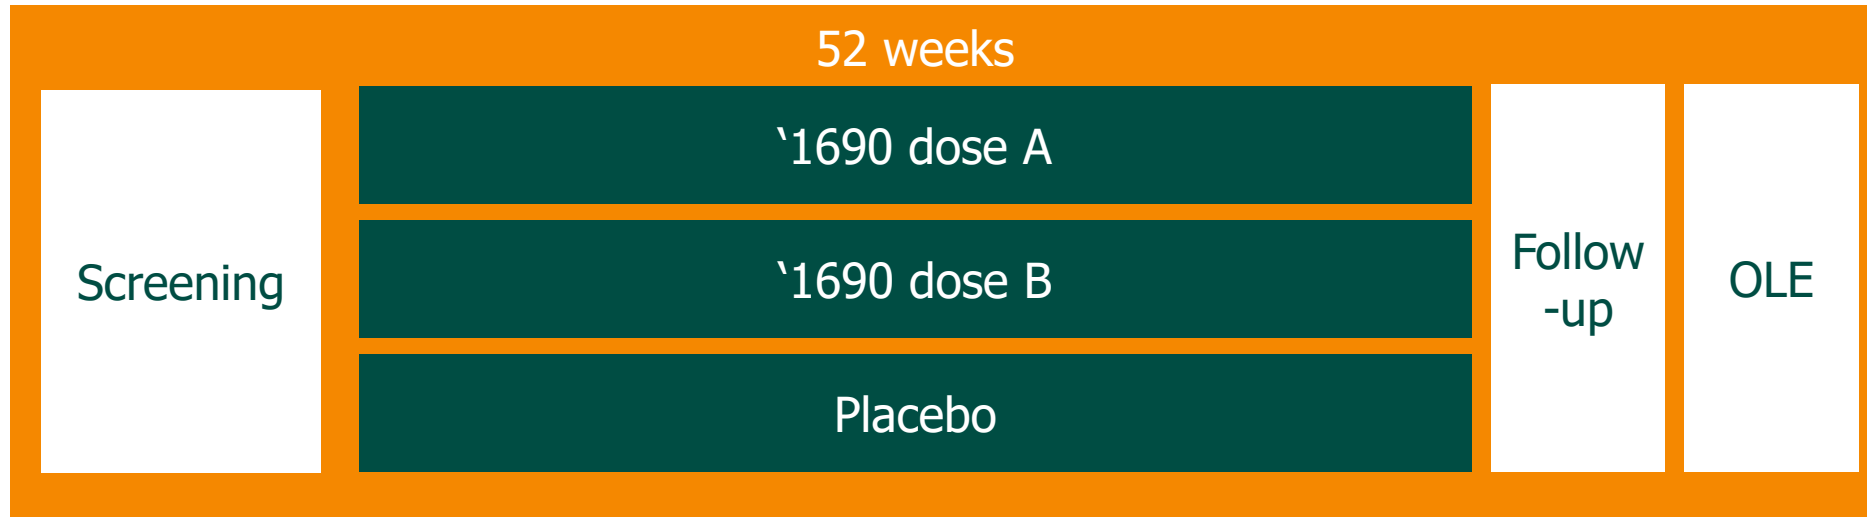 52 weeks
Screening
‵1690 dose A
‵1690 dose B
Placebo
Follow
-up
OLE